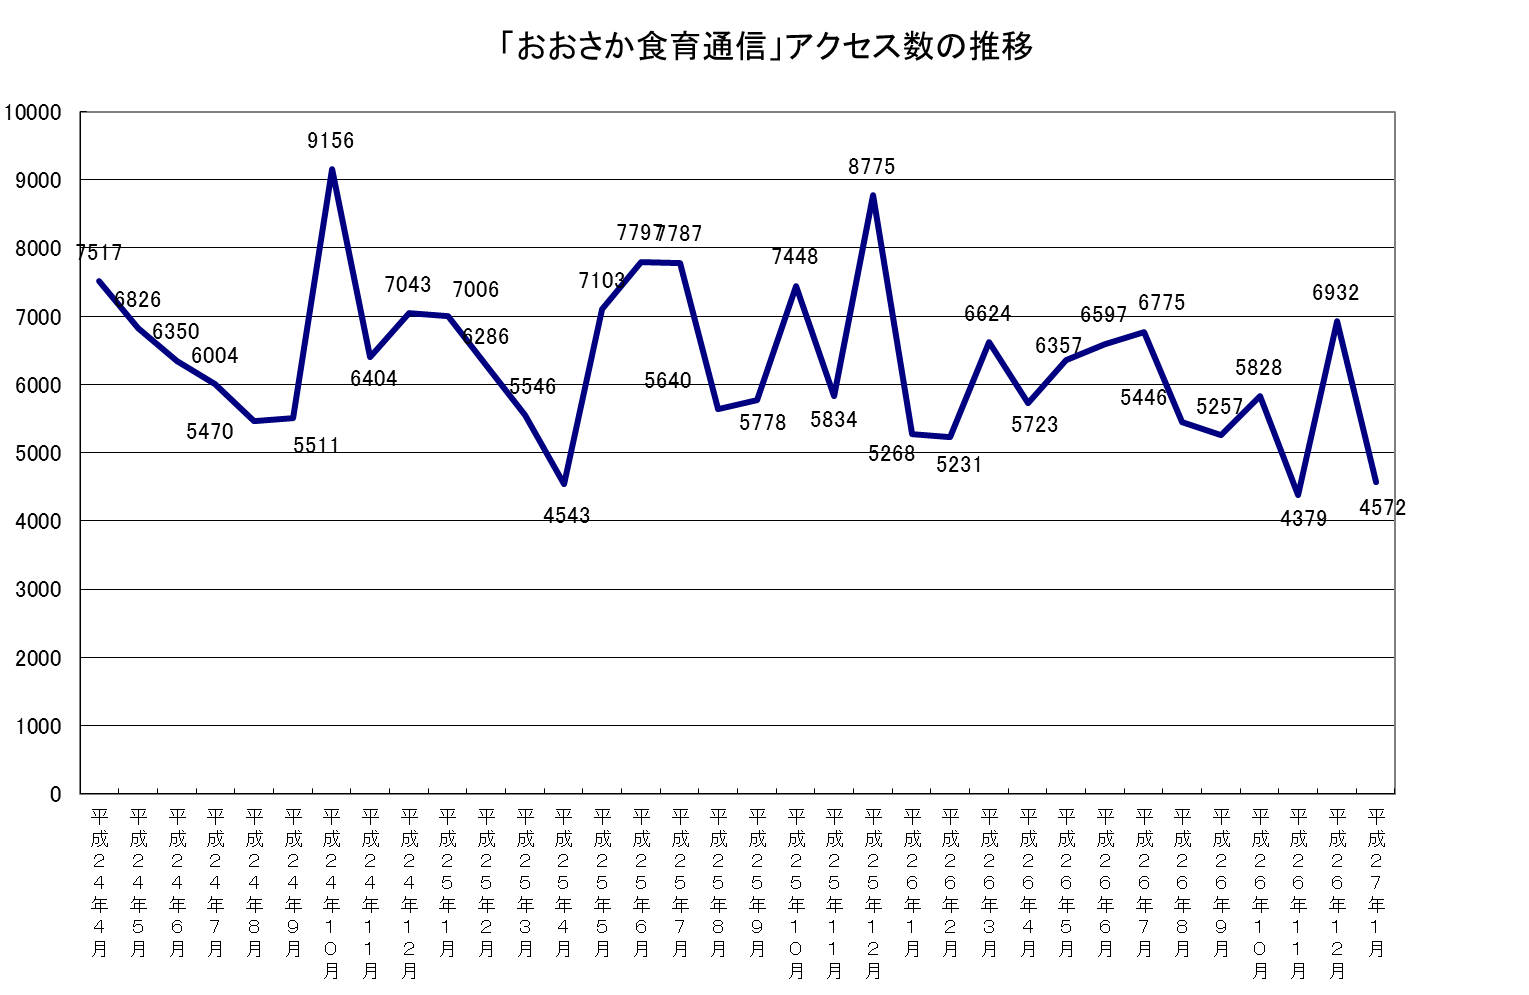 「おおさか食育通信」アクセス数の推移
10000
9000
8000
7000
6000
5000
4000
3000
2000
1000
0
7517
6826
6350
6004
5470
5511
9156
6404
7043
7006
6286
5546
4543
7103
7797
7787
5640
5778
7448
5834
8775
5268
5231
6624
5723
6357
6597
6775
5446
5257
5828
4379
6932
4572
平成24年4月
平成24年5月
平成24年6月
平成24年7月
平成24年8月
平成24年9月
平成24年10月
平成24年11月
平成24年12月
平成25年1月
平成25年2月
平成25年3月
平成25年4月
平成25年5月
平成25年6月
平成25年7月
平成25年8月
平成25年9月
平成25年10月
平成25年11月
平成25年12月
平成26年1月
平成26年2月
平成26年3月
平成26年4月
平成26年5月
平成26年6月
平成26年7月
平成26年8月
平成26年9月
平成26年10月
平成26年11月
平成26年12月
平成27年1月